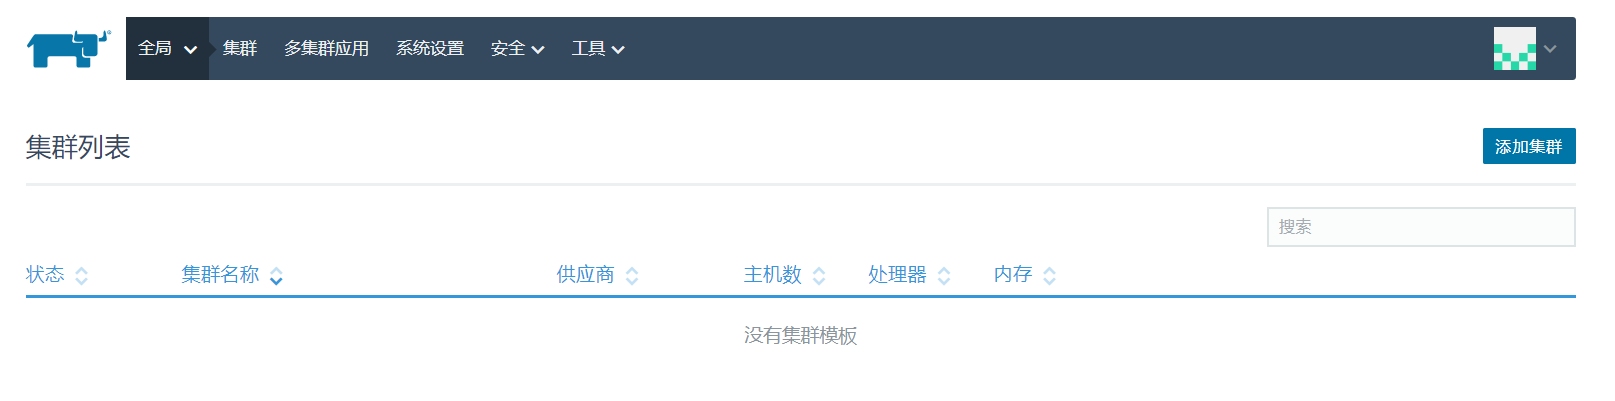 全局 集群 多集群应用 系统设置 安全 工具
集群列表 添加集群
搜索
状态 集群名称 供应商 主机数 处理器 内存
没有集群模板